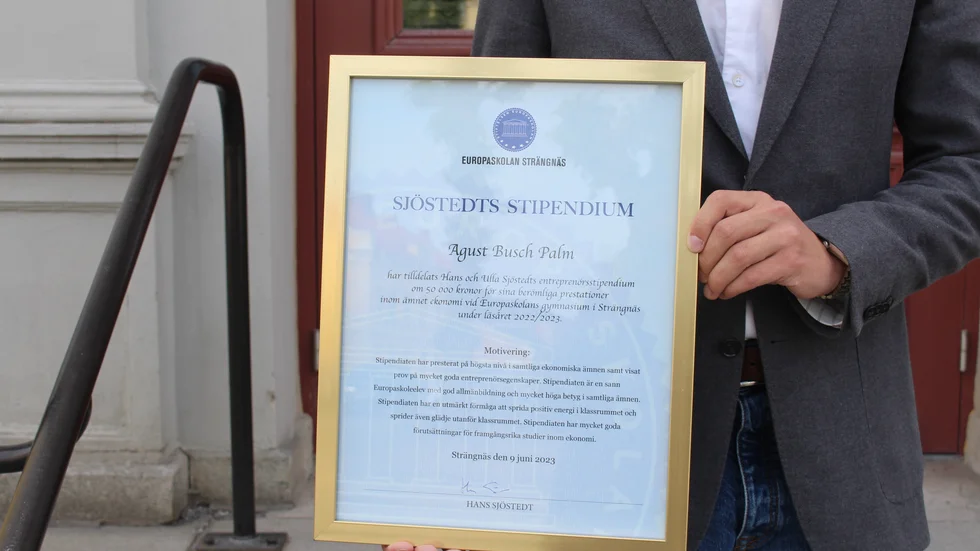 EUROPASKOLAN STRÄNGNÄS
SJÖSTEDTS STIPENDIUM
Agust Busch Palm
har tilldelats Hans och Ulla Sjöstedts entreprenörsstipendium
om 50 000 kronor för sina berömliga prestationer
inom ämnet ekonomi vid Europaskolans gymnasium i Strängnäs
under läsåret 2022/2023.
Motivering:
Stipendiaten har presterat på högsta nivå i samtliga ekonomiska ämnen samt visat
prov på mycket goda entreprenörsegenskaper. Stipendiaten är en sann
Europaskoleelev med god allmänbildning och mycket höga betyg i samtliga ämnen.
Stipendiaten har en utmärkt förmåga att sprida positiv energi i klassrummet och
sprider även glädje utanför klassrummet. Stipendiaten har mycket goda
förutsättningar för framgångsrika studier inom ekonomi.
Strängnäs den 9 juni 2023
HANS SJÖSTEDT